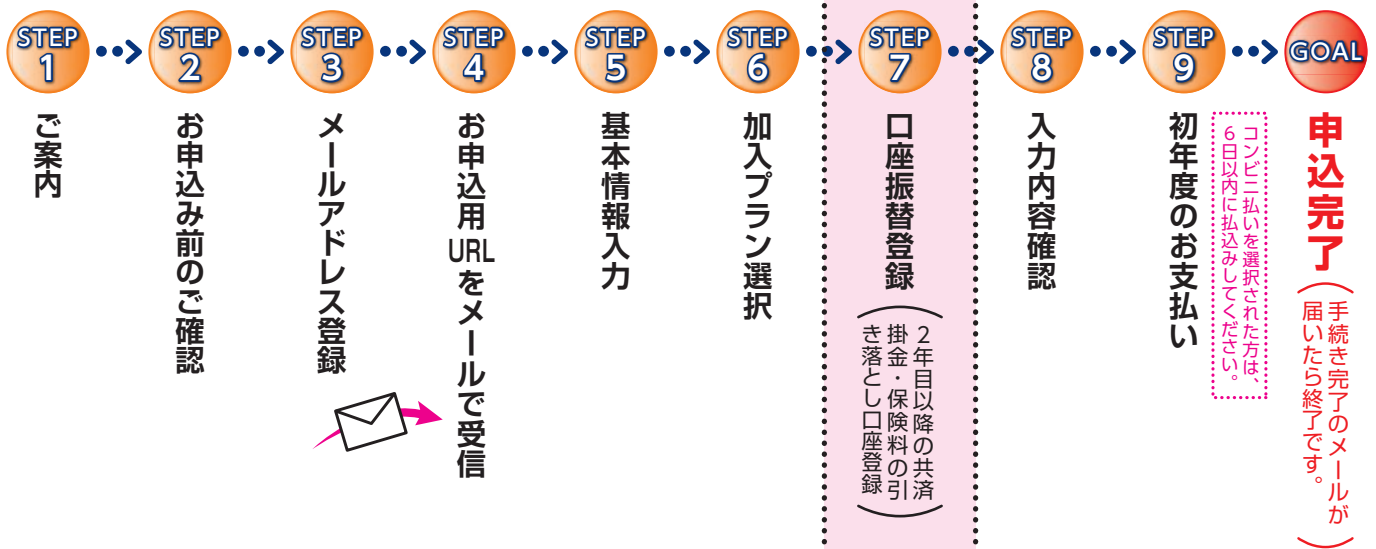 STEP
1
ご案内
STEP
2
お申込み前のご確認
STEP
3
メールアドレス登録
STEP
4
お申込用URLをメールで受信
STEP
5
基本情報入力
STEP
6
加入プラン選択
STEP
7
口座振替登録
(2年目以降の共済
掛金・保険料の引
き落とし口座登録)
STEP
8
入力内容確認
STEP
9
初年度のお支払い
コンビニ払いを選択された方は、
6日以内に払込みしてください。
GOAL
申込完了
(手続き完了のメールが
届いたら終了です。)